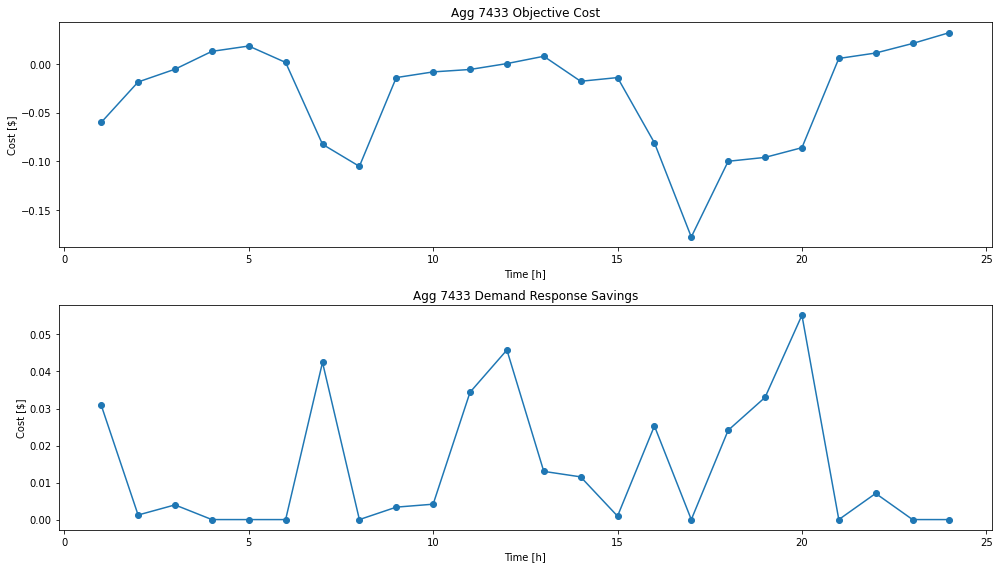 Agg 7433 Objective Cost
0.00
−0.05
−0.10
−0.15
Cost [$]
0 5 10 15 20 25
Time [h]
Agg 7433 Demand Response Savings
0.05
0.04
0.03
0.02
0.01
0.00
Cost [$]
0 5 10 15 20 25
Time [h]